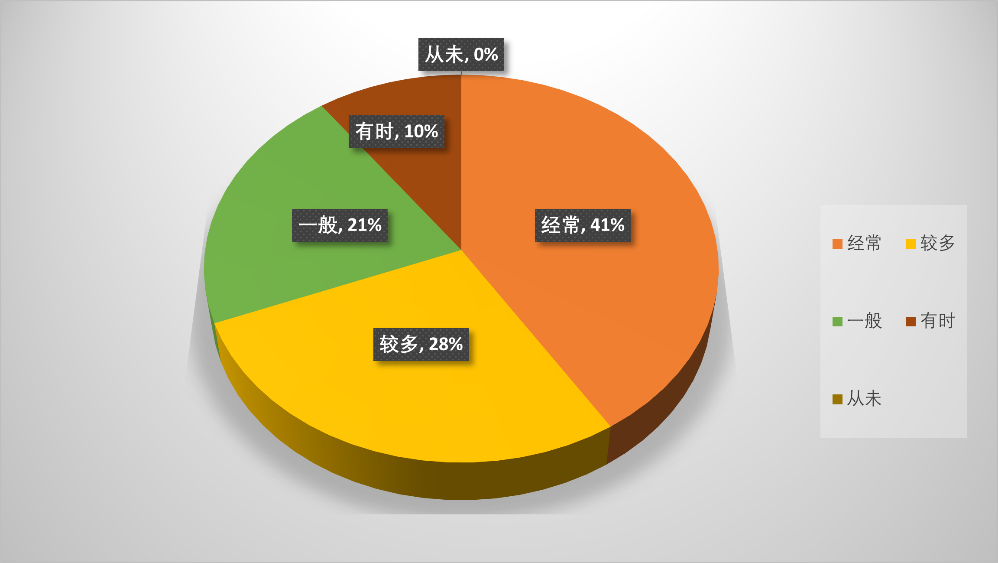 从未, 0%
有时, 10%
一般, 21%
经常, 41%
较多, 28%
经常 较多
一般 有时
从未